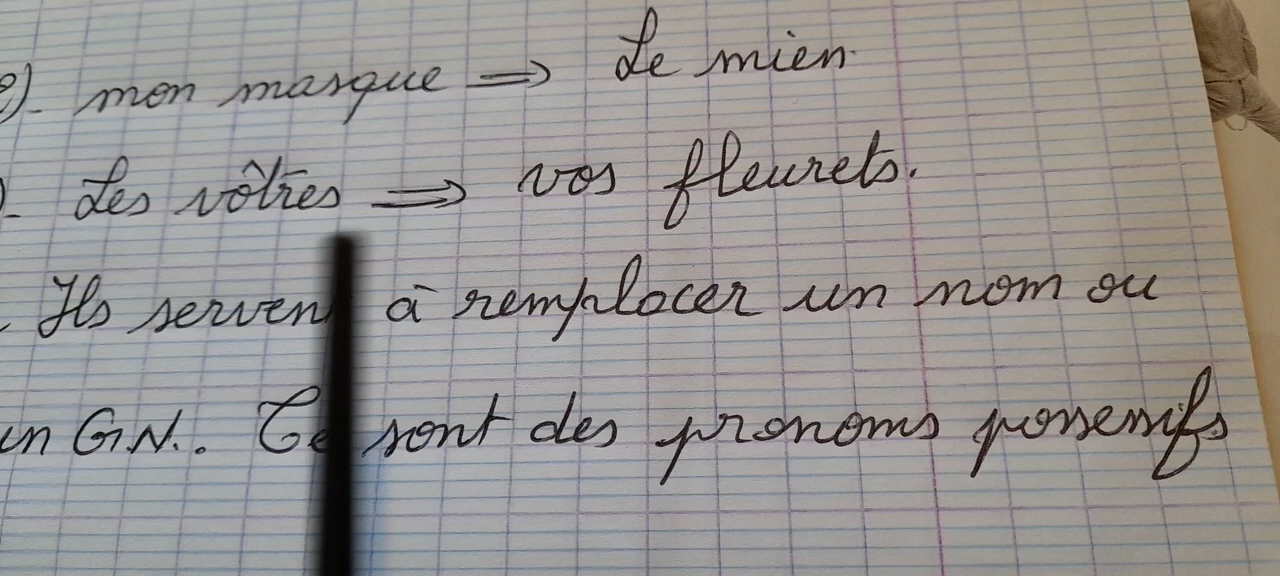 e)- mon masque => Le mien.
)- Les vôtres => vos fleurets.
. Ils servent à remplacer un nom ou
un G.N.. Ce sont des pronoms possessifs